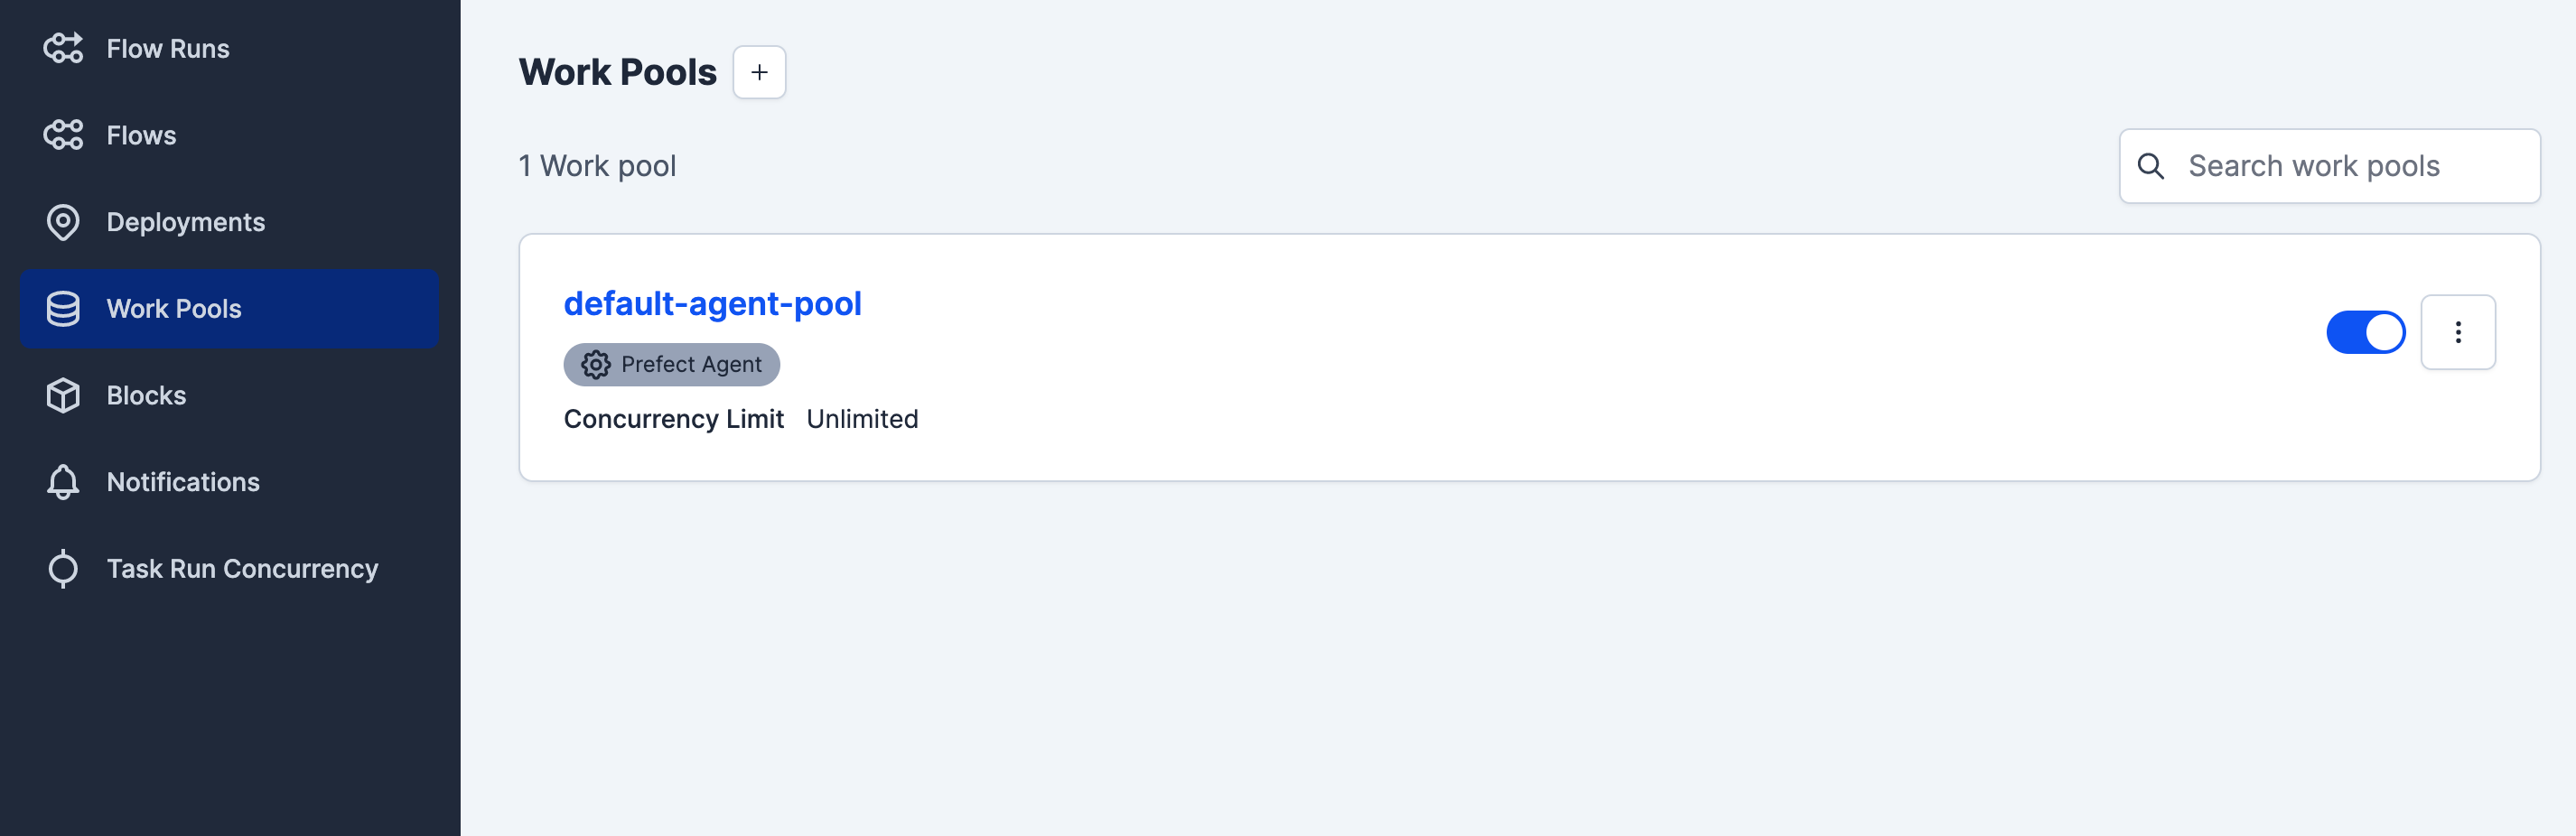 Flow Runs
Flows
Deployments
Work Pools
Blocks
Notifications
Task Run Concurrency
Work Pools
1 Work pool
Search work pools
default-agent-pool
Prefect Agent
Concurrency Limit Unlimited